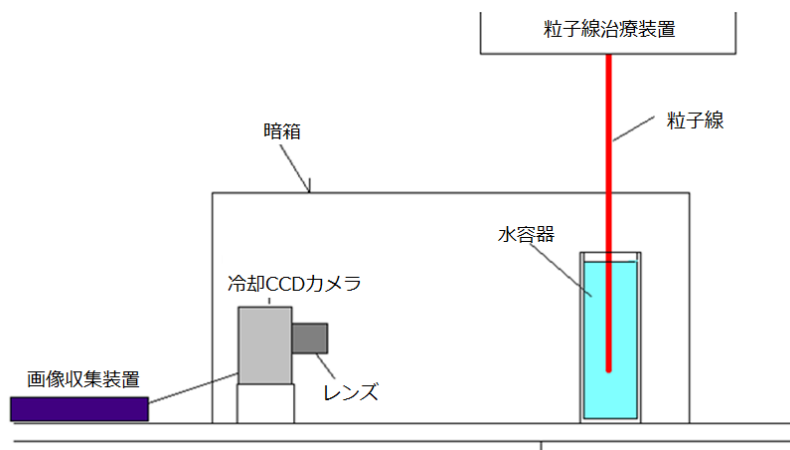 粒子線治療装置
粒子線
暗箱
水容器
冷却CCDカメラ
画像収集装置
レンズ